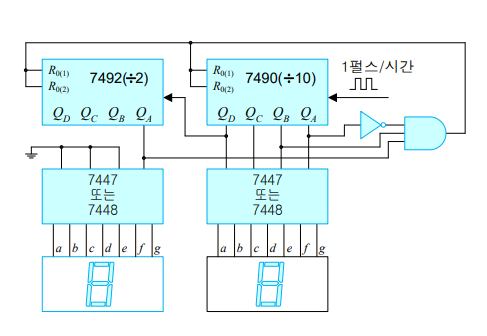 1펄스/시간
R0(1) 7492(÷2) R0(1) 7490(÷10)
R0(2) R0(2)
QD QC QB QA QD QC QB QA
7447 7447
또는 또는
7448 7448
a b c d e f g a b c d e f g